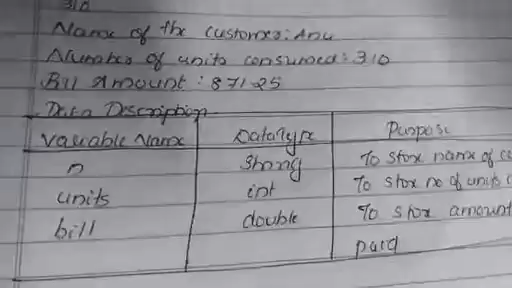 310
Name of the customer: Anu
Number of units consumed: 310
Bill Amount: 871.25
Data Description
Variable Name Datatype Purpose
n String To store name of
units int To store no of units
bill double To store amount
paid